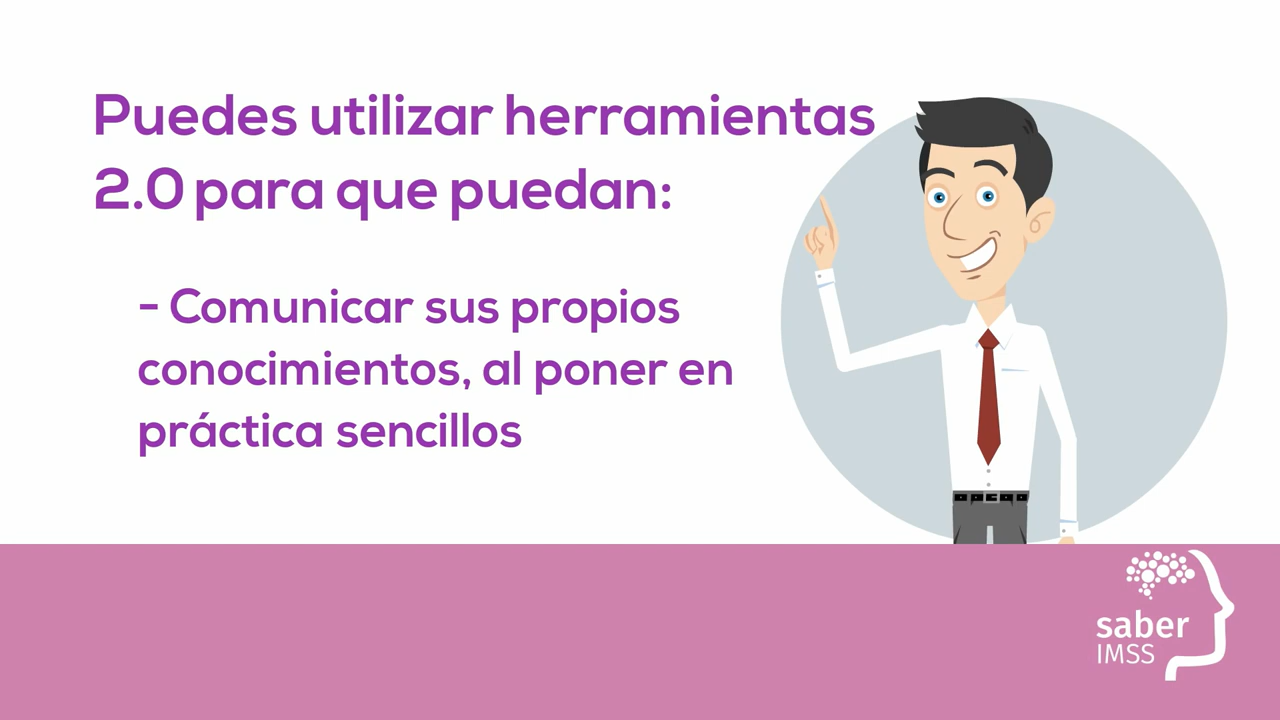 Puedes utilizar herramientas
2.0 para que puedan:
- Comunicar sus propios
conocimientos, al poner en
práctica sencillos
saber
IMSS